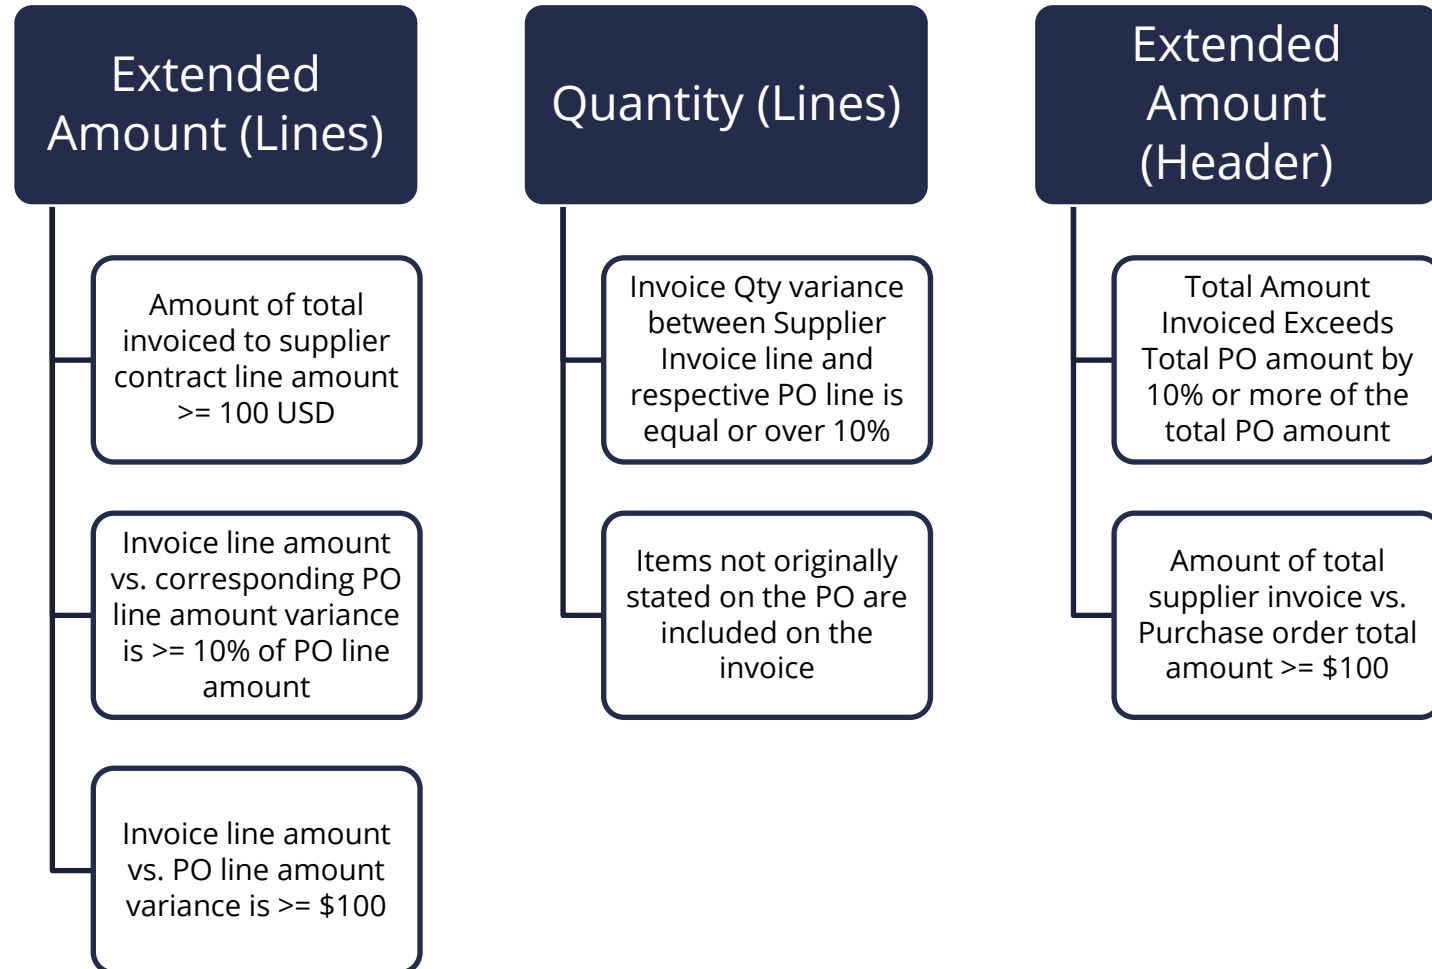 Extended
Amount (Lines)
Amount of total
invoiced to supplier
contract line amount
>= 100 USD
Invoice line amount
vs. corresponding PO
line amount variance
is >= 10% of PO line
amount
Invoice line amount
vs. PO line amount
variance is >= $100
Quantity (Lines)
Invoice Qty variance
between Supplier
Invoice line and
respective PO line is
equal or over 10%
Items not originally
stated on the PO are
included on the
invoice
Extended
Amount
(Header)
Total Amount
Invoiced Exceeds
Total PO amount by
10% or more of the
total PO amount
Amount of total
supplier invoice vs.
Purchase order total
amount >= $100